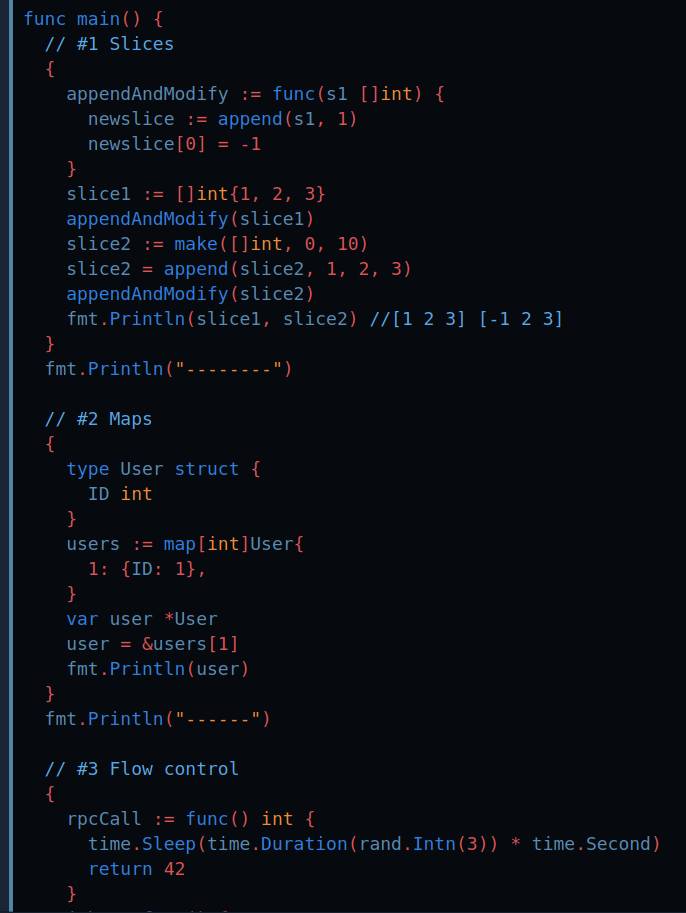 func main() {
  // #1 Slices
  {
    appendAndModify := func(s1 []int) {
      newslice := append(s1, 1)
      newslice[0] = -1
    }
    slice1 := []int{1, 2, 3}
    appendAndModify(slice1)
    slice2 := make([]int, 0, 10)
    slice2 = append(slice2, 1, 2, 3)
    appendAndModify(slice2)
    fmt.Println(slice1, slice2) //[1 2 3] [-1 2 3]
  }
  fmt.Println("--------")
  // #2 Maps
  {
    type User struct {
      ID int
    }
    users := map[int]User{
      1: {ID: 1},
    }
    var user *User
    user = &users[1]
    fmt.Println(user)
  }
  fmt.Println("------")
  // #3 Flow control
  {
    rpcCall := func() int {
      time.Sleep(time.Duration(rand.Intn(3)) * time.Second)
      return 42
    }